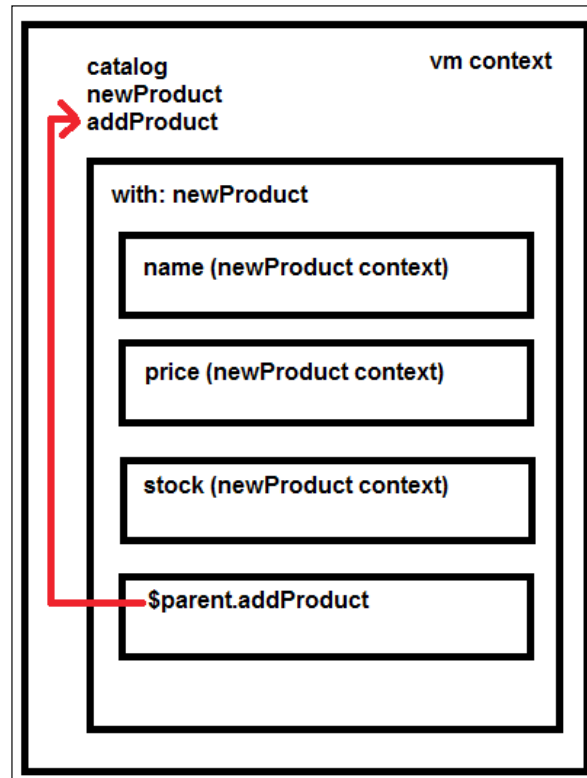 vm context
catalog
newProduct
addProduct
with: newProduct
name (newProduct context)
price (newProduct context)
stock (newProduct context)
$parent.addProduct